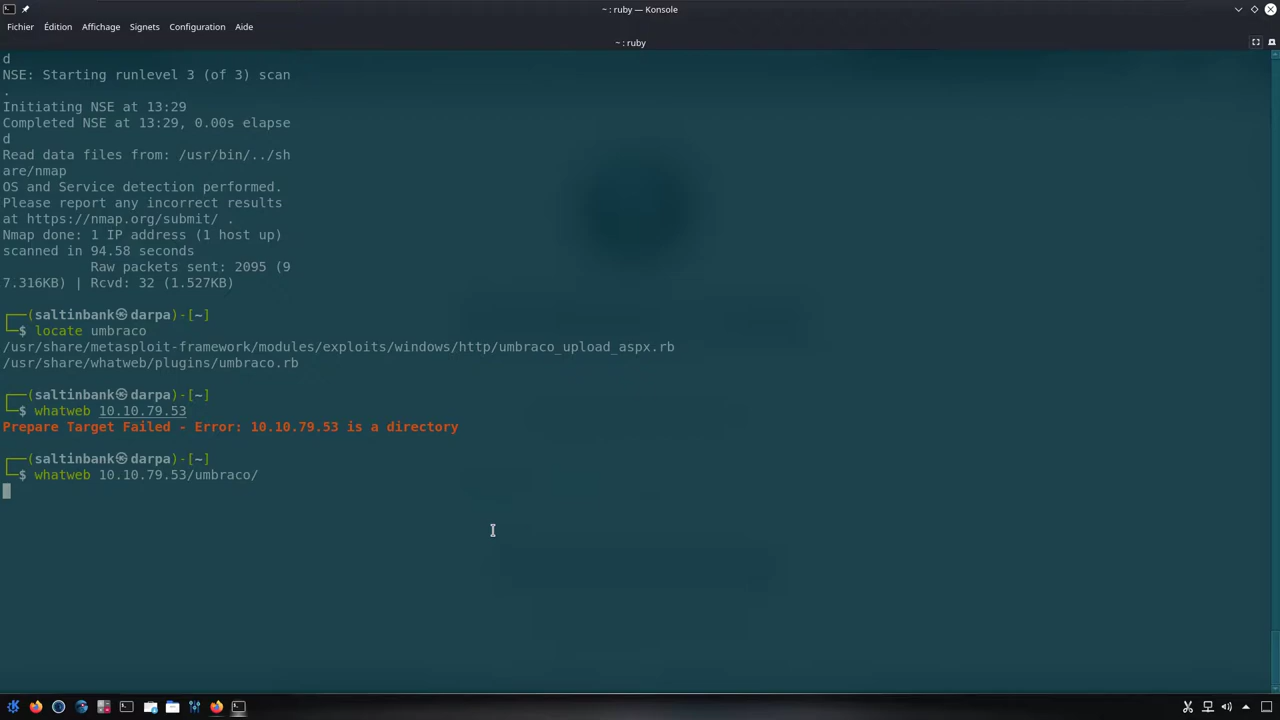 ~ : ruby — Konsole
Fichier Édition Affichage Signets Configuration Aide
~ : ruby
d
NSE: Starting runlevel 3 (of 3) scan
.
Initiating NSE at 13:29
Completed NSE at 13:29, 0.00s elapse
d
Read data files from: /usr/bin/../sh
are/nmap
OS and Service detection performed.
Please report any incorrect results
at https://nmap.org/submit/ .
Nmap done: 1 IP address (1 host up)
scanned in 94.58 seconds
Raw packets sent: 2095 (9
7.316KB) | Rcvd: 32 (1.527KB)
┌──(saltinbank㉿darpa)-[~]
└─$ locate umbraco
/usr/share/metasploit-framework/modules/exploits/windows/http/umbraco_upload_aspx.rb
/usr/share/whatweb/plugins/umbraco.rb
┌──(saltinbank㉿darpa)-[~]
└─$ whatweb 10.10.79.53
Prepare Target Failed - Error: 10.10.79.53 is a directory
┌──(saltinbank㉿darpa)-[~]
└─$ whatweb 10.10.79.53/umbraco/